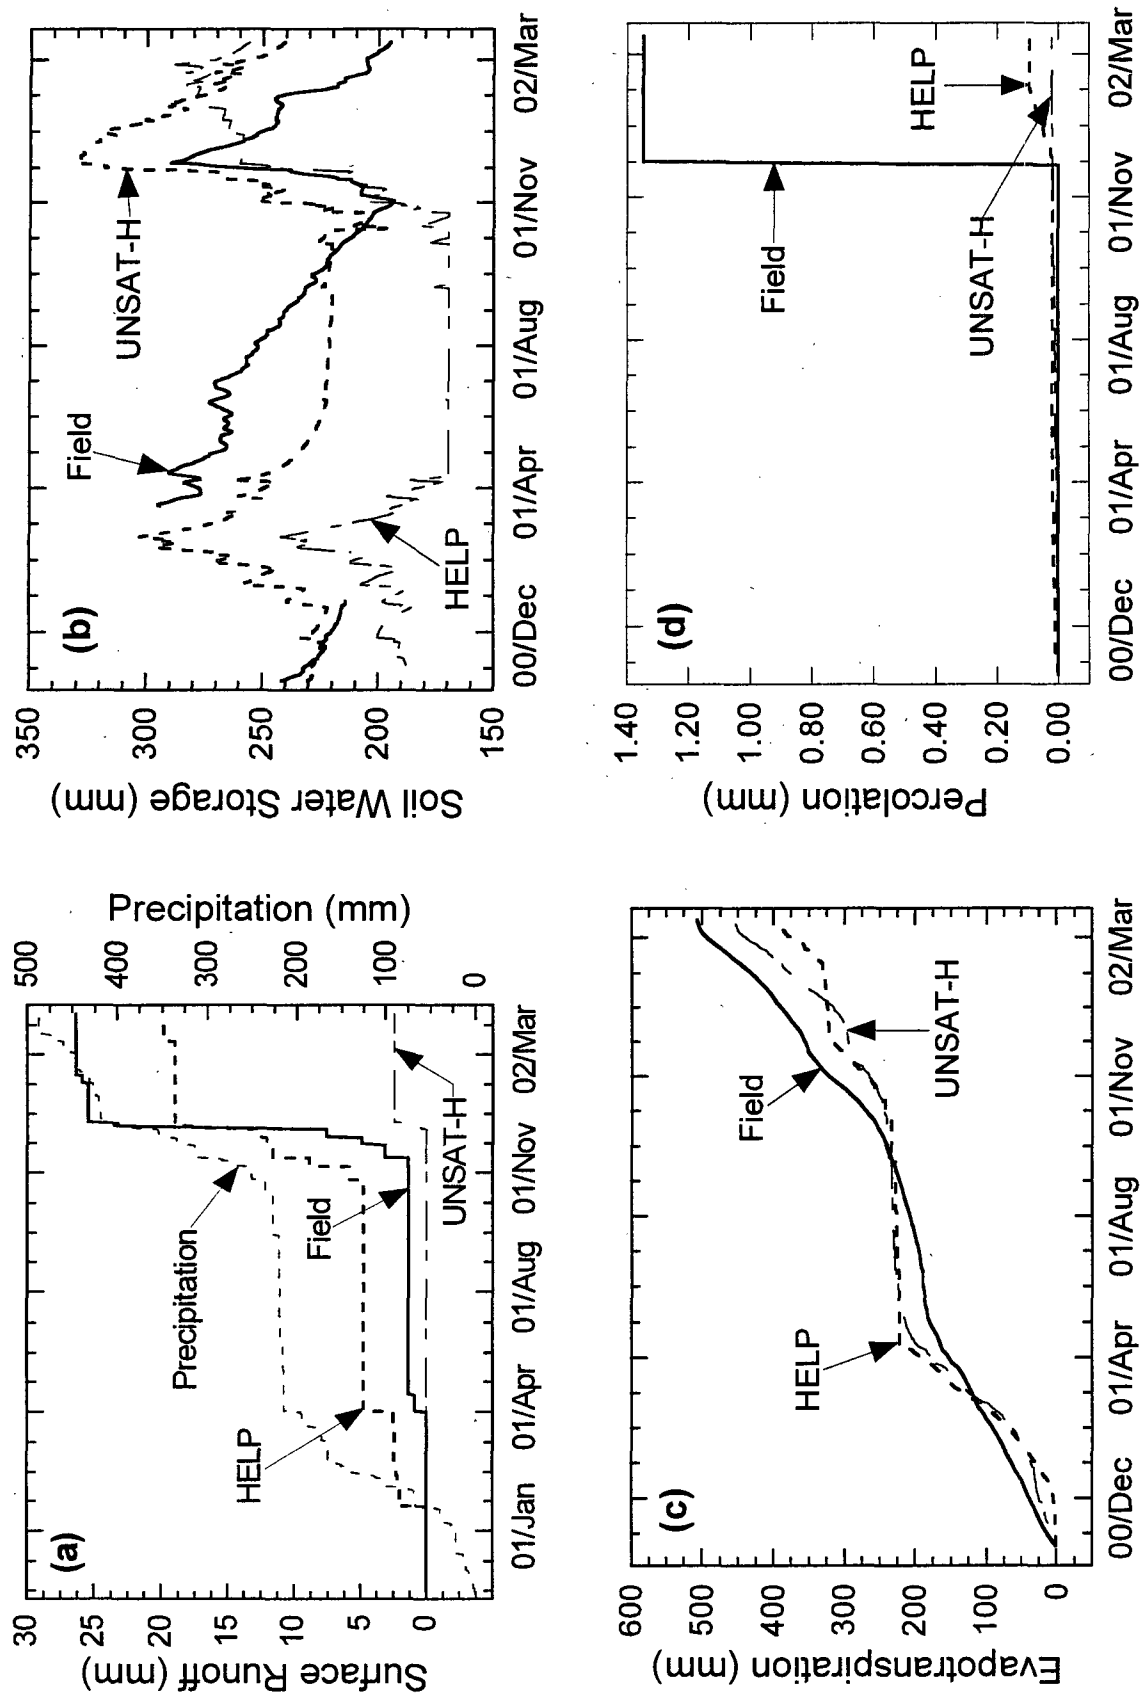 (a)
Surface Runoff (mm)
30
25
20
15
10
5
0
Precipitation (mm)
500
400
300
200
100
0
01/Jan
01/Apr
01/Aug
01/Nov
02/Mar
HELP
Precipitation
Field
UNSAT-H
(b)
Soil Water Storage (mm)
350
300
250
200
150
00/Dec
01/Apr
01/Aug
01/Nov
02/Mar
Field
UNSAT-H
HELP
(c)
Evapotranspiration (mm)
600
500
400
300
200
100
0
00/Dec
01/Apr
01/Aug
01/Nov
02/Mar
HELP
Field
UNSAT-H
(d)
Percolation (mm)
1.40
1.20
1.00
0.80
0.60
0.40
0.20
0.00
00/Dec
01/Apr
01/Aug
01/Nov
02/Mar
Field
UNSAT-H
HELP